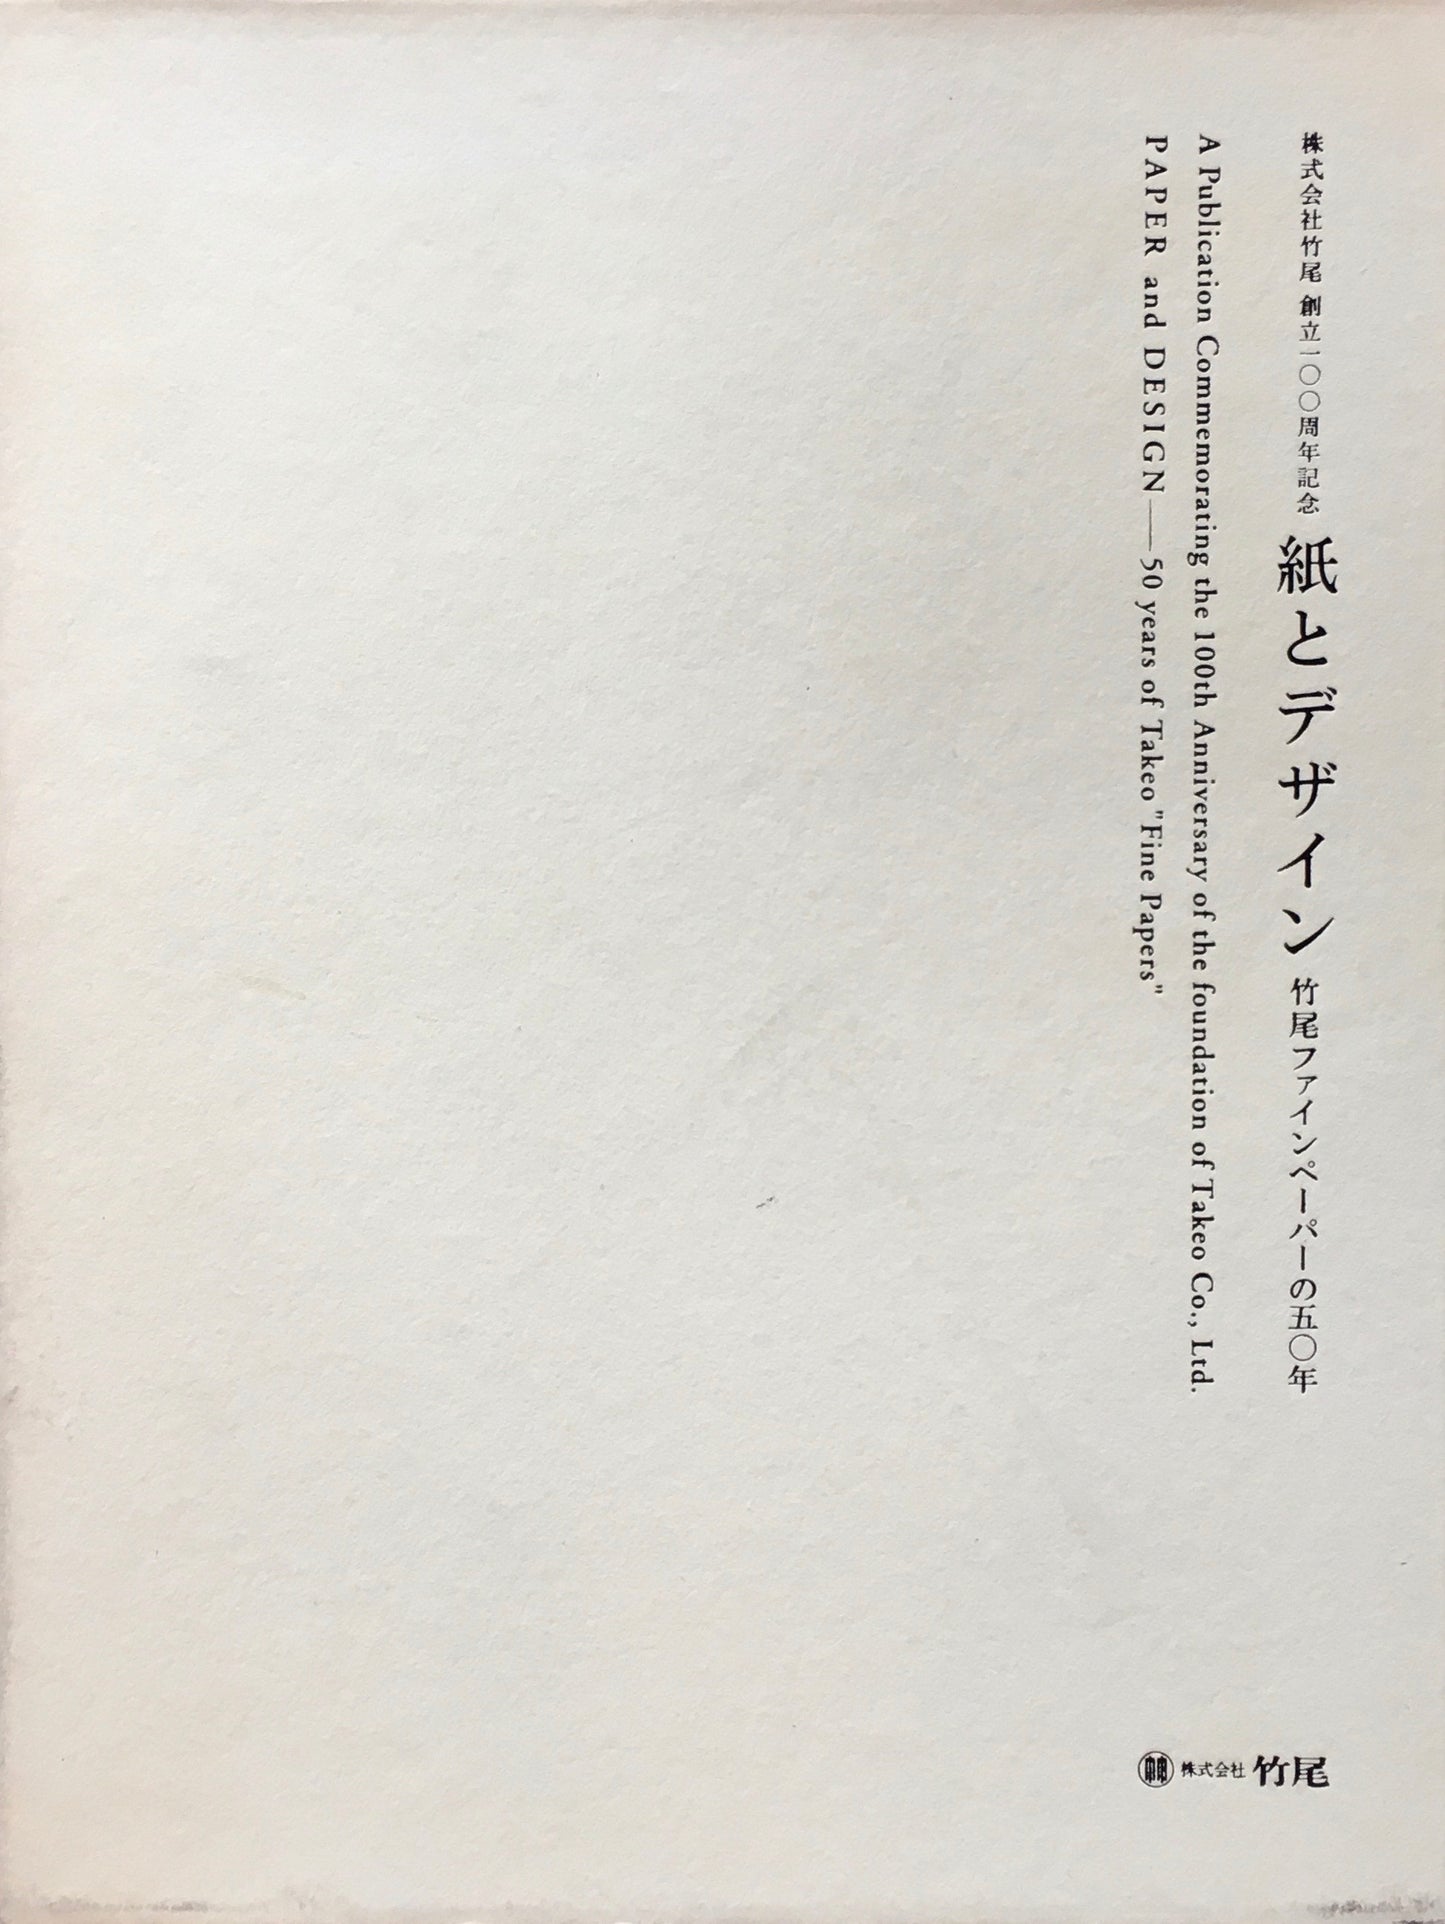 株式会社竹尾 創立一〇〇周年記念 紙とデザイン 竹尾ファインペーパーの五〇年
A Publication Commemorating the 100th Anniversary of the foundation of Takeo Co., Ltd.
PAPER and DESIGN——50 years of Takeo "Fine Papers"
株式会社 竹尾